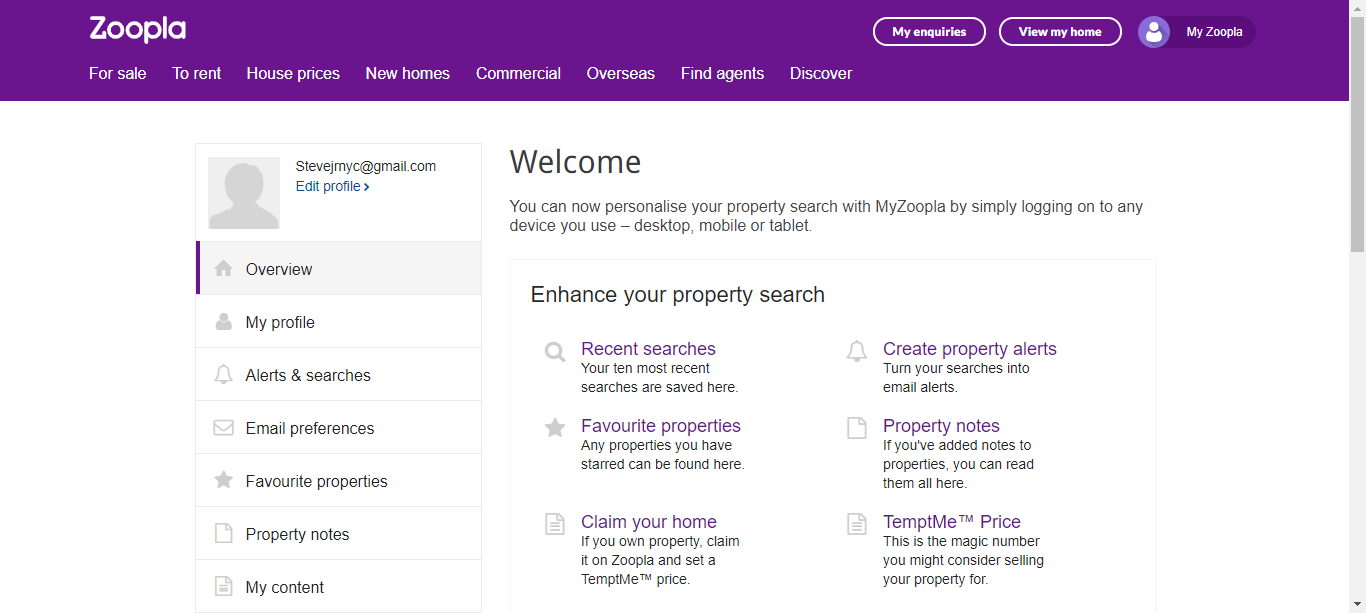 Zoopla
My enquiries
View my home
My Zoopla
For sale
To rent
House prices
New homes
Commercial
Overseas
Find agents
Discover
Stevejrnyc@gmail.com
Edit profile
Overview
My profile
Alerts & searches
Email preferences
Favourite properties
Property notes
My content
Welcome
You can now personalise your property search with MyZoopla by simply logging on to any
device you use – desktop, mobile or tablet.
Enhance your property search
Recent searches
Your ten most recent
searches are saved here.
Create property alerts
Turn your searches into
email alerts.
Favourite properties
Any properties you have
starred can be found here.
Property notes
If you've added notes to
properties, you can read
them all here.
Claim your home
If you own property, claim
it on Zoopla and set a
TemptMe™ price.
TemptMe™ Price
This is the magic number
you might consider selling
your property for.